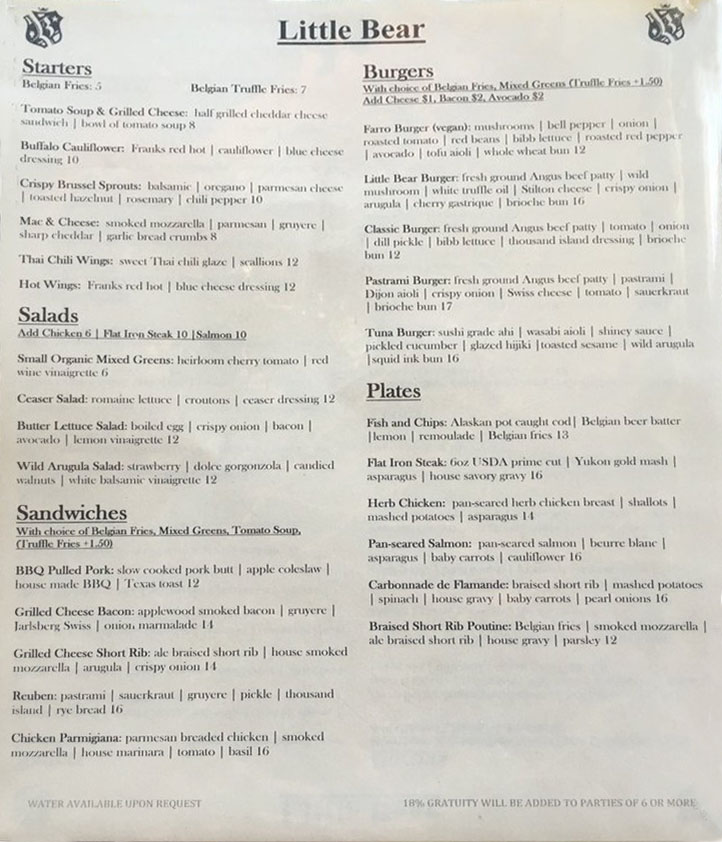 Little Bear
Starters
Belgian Fries: 5 Belgian Truffle Fries: 7
Tomato Soup & Grilled Cheese: half grilled cheddar cheese
sandwich | bowl of tomato soup 8
Buffalo Cauliflower: Franks red hot | cauliflower | blue cheese
dressing 10
Crispy Brussel Sprouts: balsamic | oregano | parmesan cheese
| toasted hazelnut | rosemary | chili pepper 10
Mac & Cheese: smoked mozzarella | parmesan | gruyere |
sharp cheddar | garlic bread crumbs 8
Thai Chili Wings: sweet Thai chili glaze | scallions 12
Hot Wings: Franks red hot | blue cheese dressing 12
Salads
Add Chicken 6 | Flat Iron Steak 10 |Salmon 10
Small Organic Mixed Greens: heirloom cherry tomato | red
wine vinaigrette 6
Ceaser Salad: romaine lettuce | croutons | ceaser dressing 12
Butter Lettuce Salad: boiled egg | crispy onion | bacon |
avocado | lemon vinaigrette 12
Wild Arugula Salad: strawberry | dolce gorgonzola | candied
walnuts | white balsamic vinaigrette 12
Sandwiches
With choice of Belgian Fries, Mixed Greens, Tomato Soup,
(Truffle Fries +1.50)
BBQ Pulled Pork: slow cooked pork butt | apple coleslaw |
house made BBQ | Texas toast 12
Grilled Cheese Bacon: applewood smoked bacon | gruyere |
Jarlsberg Swiss | onion marmalade 14
Grilled Cheese Short Rib: ale braised short rib | house smoked
mozzarella | arugula | crispy onion 14
Reuben: pastrami | sauerkraut | gruyere | pickle | thousand
island | rye bread 16
Chicken Parmigiana: parmesan breaded chicken | smoked
mozzarella | house marinara | tomato | basil 16
Burgers
With choice of Belgian Fries, Mixed Greens (Truffle Fries +1.50)
Add Cheese $1, Bacon $2, Avocado $2
Farro Burger (vegan): mushrooms | bell pepper | onion |
roasted tomato | red beans | bibb lettuce | roasted red pepper
| avocado | tofu aioli | whole wheat bun 12
Little Bear Burger: fresh ground Angus beef patty | wild
mushroom | white truffle oil | Stilton cheese | crispy onion |
arugula | cherry gastrique | brioche bun 16
Classic Burger: fresh ground Angus beef patty | tomato | onion
| dill pickle | bibb lettuce | thousand island dressing | brioche
bun 12
Pastrami Burger: fresh ground Angus beef patty | pastrami |
Dijon aioli | crispy onion | Swiss cheese | tomato | sauerkraut
| brioche bun 17
Tuna Burger: sushi grade ahi | wasabi aioli | shiney sauce |
pickled cucumber | glazed hijiki |toasted sesame | wild arugula
|squid ink bun 16
Plates
Fish and Chips: Alaskan pot caught cod| Belgian beer batter
|lemon | remoulade | Belgian fries 13
Flat Iron Steak: 6oz USDA prime cut | Yukon gold mash |
asparagus | house savory gravy 16
Herb Chicken: pan-seared herb chicken breast | shallots |
mashed potatoes | asparagus 14
Pan-seared Salmon: pan-seared salmon | beurre blanc |
asparagus | baby carrots | cauliflower 16
Carbonnade de Flamande: braised short rib | mashed potatoes
| spinach | house gravy | baby carrots | pearl onions 16
Braised Short Rib Poutine: Belgian fries | smoked mozzarella |
ale braised short rib | house gravy | parsley 12
WATER AVAILABLE UPON REQUEST
18% GRATUITY WILL BE ADDED TO PARTIES OF 6 OR MORE